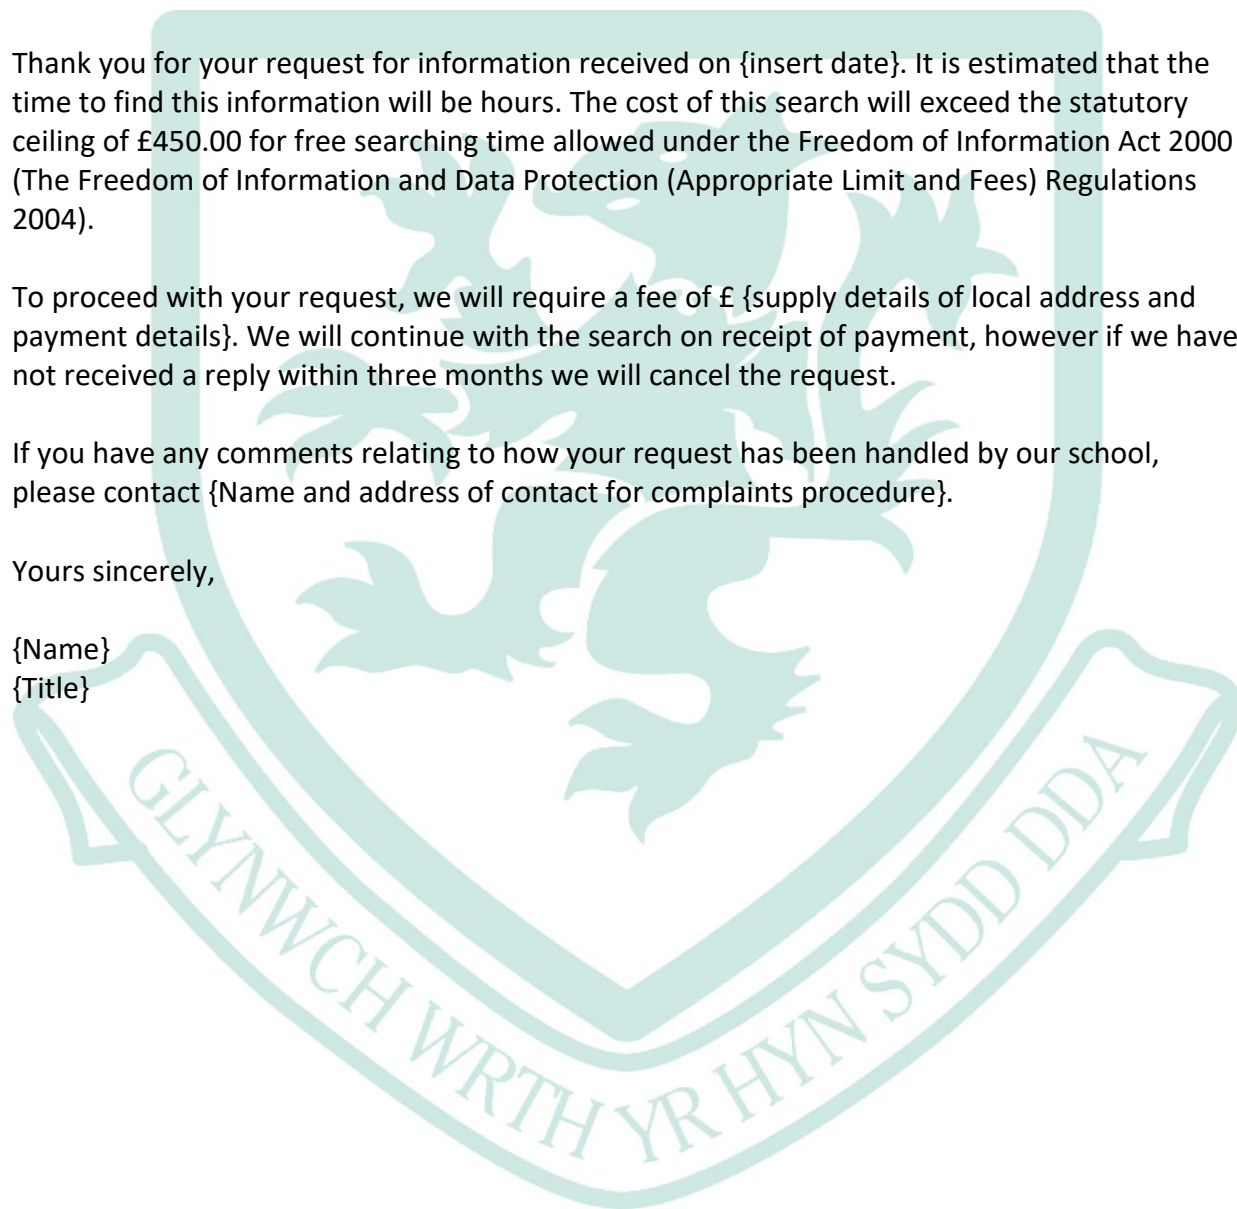 Thank you for your request for information received on {insert date}. It is estimated that the
time to find this information will be hours. The cost of this search will exceed the statutory
ceiling of £450.00 for free searching time allowed under the Freedom of Information Act 2000
(The Freedom of Information and Data Protection (Appropriate Limit and Fees) Regulations
2004).
To proceed with your request, we will require a fee of £ {supply details of local address and
payment details}. We will continue with the search on receipt of payment, however if we have
not received a reply within three months we will cancel the request.
If you have any comments relating to how your request has been handled by our school,
please contact {Name and address of contact for complaints procedure}.
Yours sincerely,
{Name}
{Title}
GLYNWCH WRTH YR HYN SYDD DDA